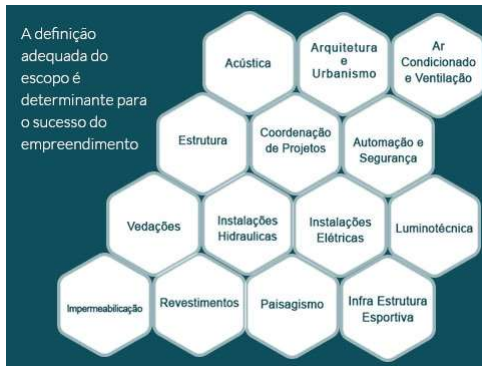 A definição
adequada do
escopo é
determinante para
o sucesso do
empreendimento
Acústica
Arquitetura
e
Urbanismo
Ar
Condicionado
e Ventilação
Estrutura
Coordenação
de Projetos
Automação e
Segurança
Vedações
Instalações
Hidraulicas
Instalações
Elétricas
Luminotécnica
Impermeabilicação
Revestimentos
Paisagismo
Infra Estrutura
Esportiva